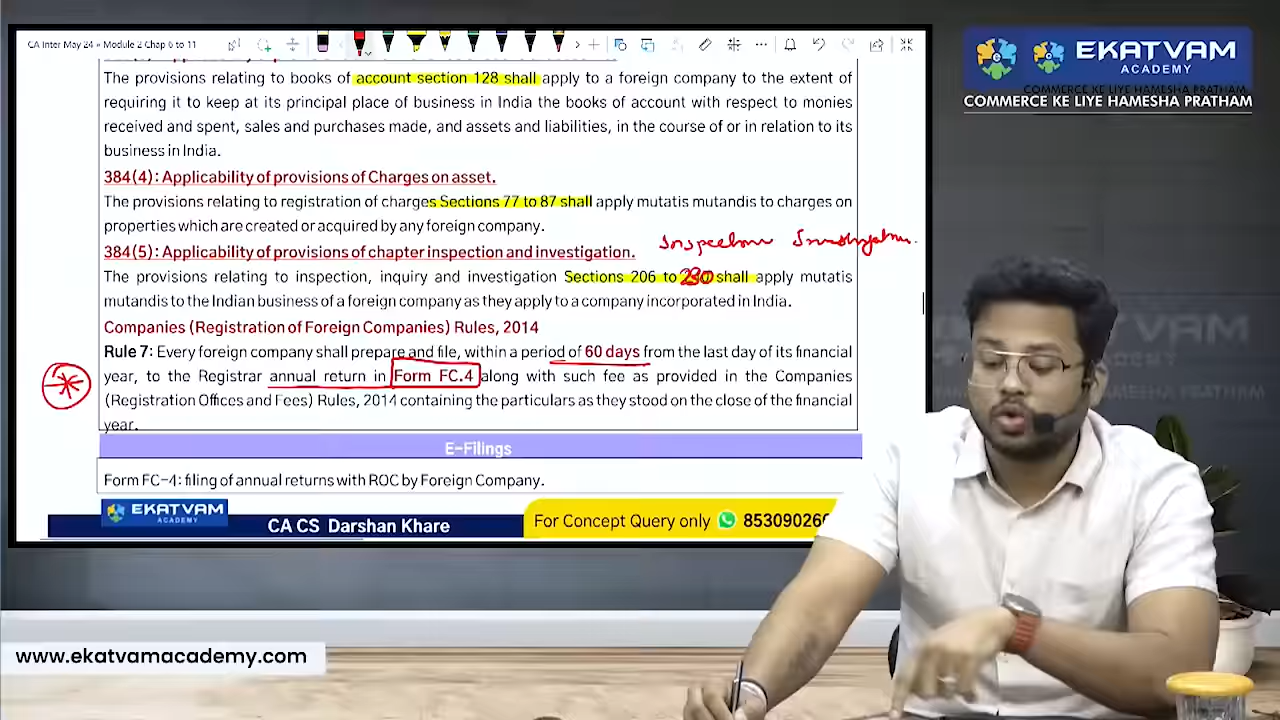 CA Inter May 24 » Module 2 Chap 6 to 11
The provisions relating to books of account section 128 shall apply to a foreign company to the extent of
requiring it to keep at its principal place of business in India the books of account with respect to monies
received and spent, sales and purchases made, and assets and liabilities, in the course of or in relation to its
business in India.
384(4): Applicability of provisions of Charges on asset.
The provisions relating to registration of charges Sections 77 to 87 shall apply mutatis mutandis to charges on
properties which are created or acquired by any foreign company.
384(5): Applicability of provisions of chapter inspection and investigation.
Inspection
The provisions relating to inspection, inquiry and investigation Sections 206 to 230 shall apply mutatis
mutandis to the Indian business of a foreign company as they apply to a company incorporated in India.
Companies (Registration of Foreign Companies) Rules, 2014
Rule 7: Every foreign company shall prepare and file, within a period of 60 days from the last day of its financial
year, to the Registrar annual return in Form FC.4 along with such fee as provided in the Companies
(Registration Offices and Fees) Rules, 2014 containing the particulars as they stood on the close of the financial
year.
E-Filings
Form FC-4: filing of annual returns with ROC by Foreign Company.
EKATVAM
ACADEMY
CA CS Darshan Khare
For Concept Query only
EKATVAM
ACADEMY
COMMERCE KE LIYE HAMESHA PRATHAM
COMMERCE KE LIYE HAMESHA PRATHAM
www.ekatvamacademy.com